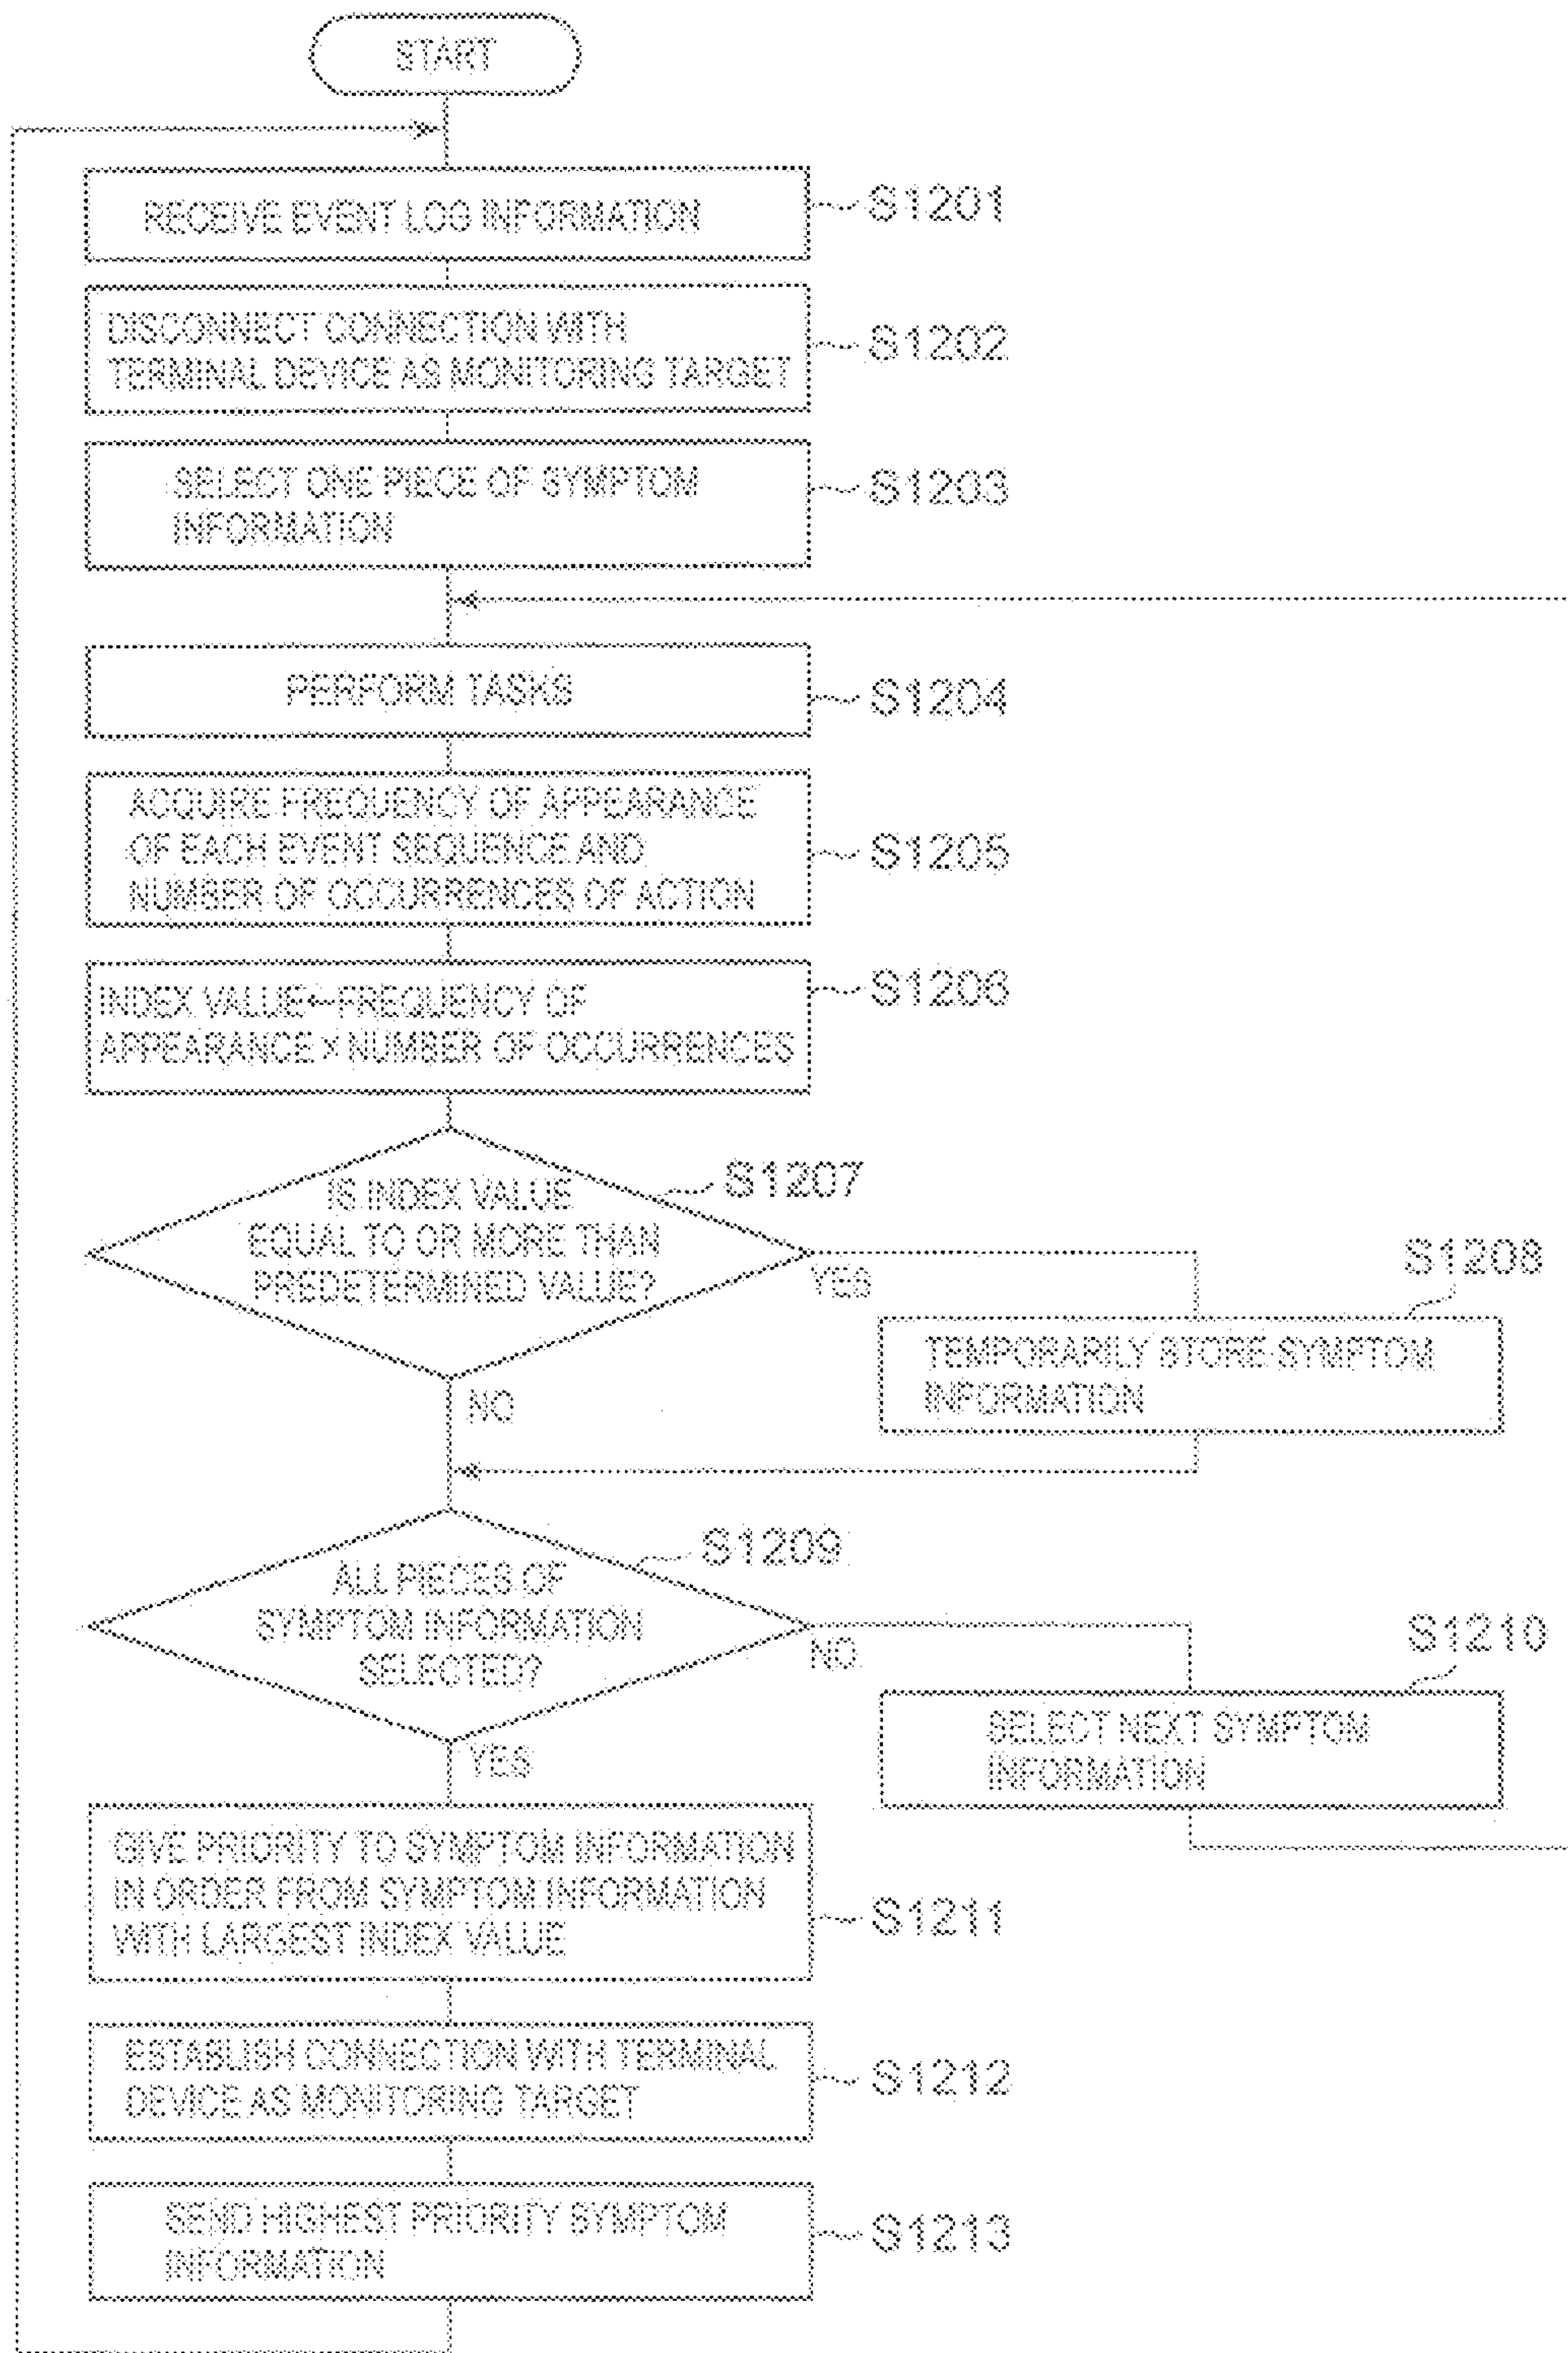 START
RECEIVE EVENT LOG INFORMATION
S1201
DISCONNECT CONNECTION WITH
TERMINAL DEVICE AS MONITORING TARGET
S1202
SELECT ONE PIECE OF SYMPTOM
INFORMATION
S1203
PERFORM TASKS
S1204
ACQUIRE FREQUENCY OF APPEARANCE
OF EACH EVENT SEQUENCE AND
NUMBER OF OCCURRENCES OF ACTION
S1205
INDEX VALUE←FREQUENCY OF
APPEARANCE × NUMBER OF OCCURRENCES
S1206
IS INDEX VALUE
EQUAL TO OR MORE THAN
PREDETERMINED VALUE?
S1207
YES
NO
S1208
TEMPORARILY STORE SYMPTOM
INFORMATION
ALL PIECES OF
SYMPTOM INFORMATION
SELECTED?
S1209
NO
YES
S1210
SELECT NEXT SYMPTOM
INFORMATION
GIVE PRIORITY TO SYMPTOM INFORMATION
IN ORDER FROM SYMPTOM INFORMATION
WITH LARGEST INDEX VALUE
S1211
ESTABLISH CONNECTION WITH TERMINAL
DEVICE AS MONITORING TARGET
S1212
SEND HIGHEST PRIORITY SYMPTOM
INFORMATION
S1213